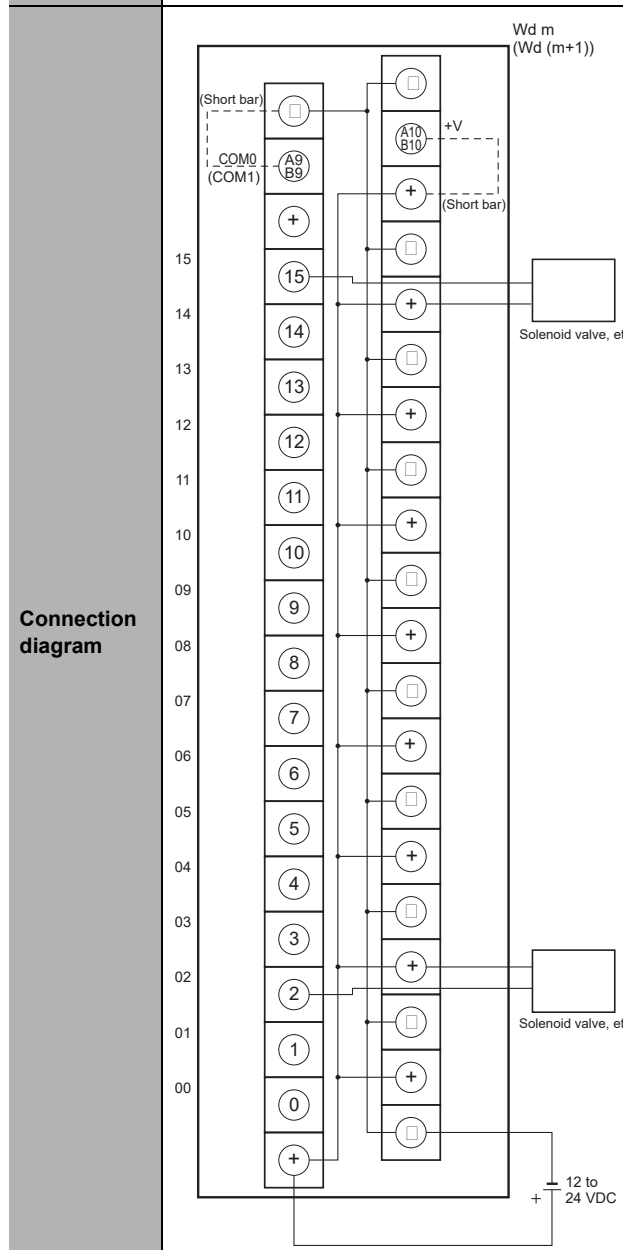 Wd m
(Wd (m+1))
(Short bar)
A10
B10
+V
COM0
(COM1)
A9
B9
+
(Short bar)
+
15
15
+
14
14
Solenoid valve, et
13
13
+
12
12
11
11
+
10
10
09
9
+
08
8
07
7
+
06
6
05
5
+
04
4
03
3
+
02
2
01
1
Solenoid valve, et
+
00
0
+
Connection
diagram
12 to
+ 24 VDC